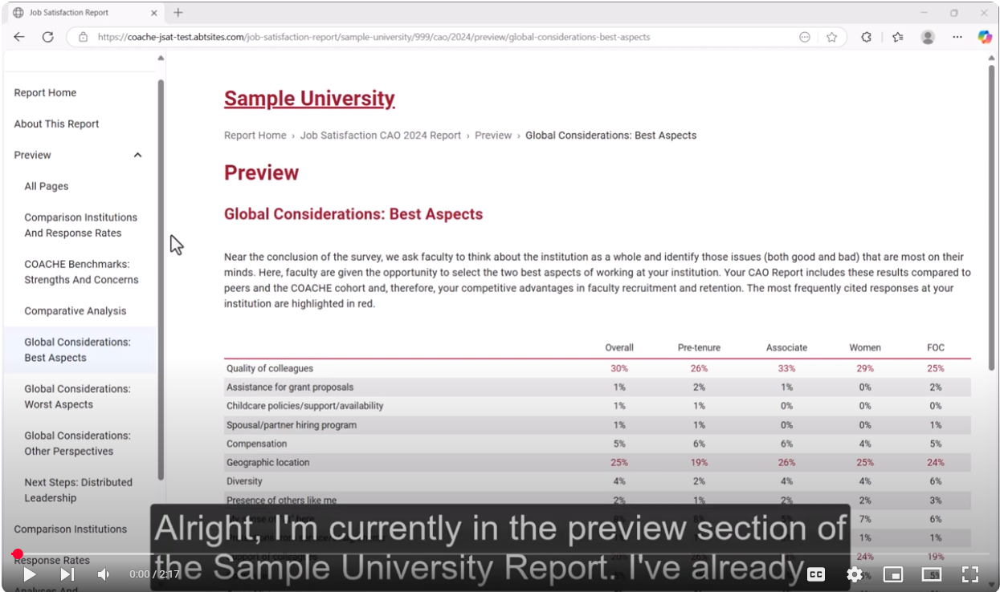 Job Satisfaction Report
https://coache-jsat-test.abtsites.com/job-satisfaction-report/sample-university/999/cao/2024/preview/global-considerations-best-aspects
Report Home
About This Report
Preview
All Pages
Comparison Institutions
And Response Rates
COACHE Benchmarks:
Strengths And Concerns
Comparative Analysis
Global Considerations:
Best Aspects
Global Considerations:
Worst Aspects
Global Considerations:
Other Perspectives
Next Steps: Distributed
Leadership
Comparison Institutions
Response Rates
Analyses And
Sample University
Report Home › Job Satisfaction CAO 2024 Report › Preview › Global Considerations: Best Aspects
Preview
Global Considerations: Best Aspects
Near the conclusion of the survey, we ask faculty to think about the institution as a whole and identify those issues (both good and bad) that are most on their
minds. Here, faculty are given the opportunity to select the two best aspects of working at your institution. Your CAO Report includes these results compared to
peers and the COACHE cohort and, therefore, your competitive advantages in faculty recruitment and retention. The most frequently cited responses at your
institution are highlighted in red.
Overall Pre-tenure Associate Women FOC
Quality of colleagues 30% 26% 33% 29% 25%
Assistance for grant proposals 1% 2% 1% 0% 2%
Childcare policies/support/availability 1% 1% 0% 0% 0%
Spousal/partner hiring program 1% 1% 0% 0% 1%
Compensation 5% 6% 6% 4% 5%
Geographic location 25% 19% 26% 25% 24%
Diversity 4% 2% 4% 4% 6%
Presence of others like me 2% 1% 2% 2% 3%
7% 6%
1% 1%
24% 19%
5%
Alright, I'm currently in the preview section of
the Sample University Report. I've already
0:00 / 2:17
CC